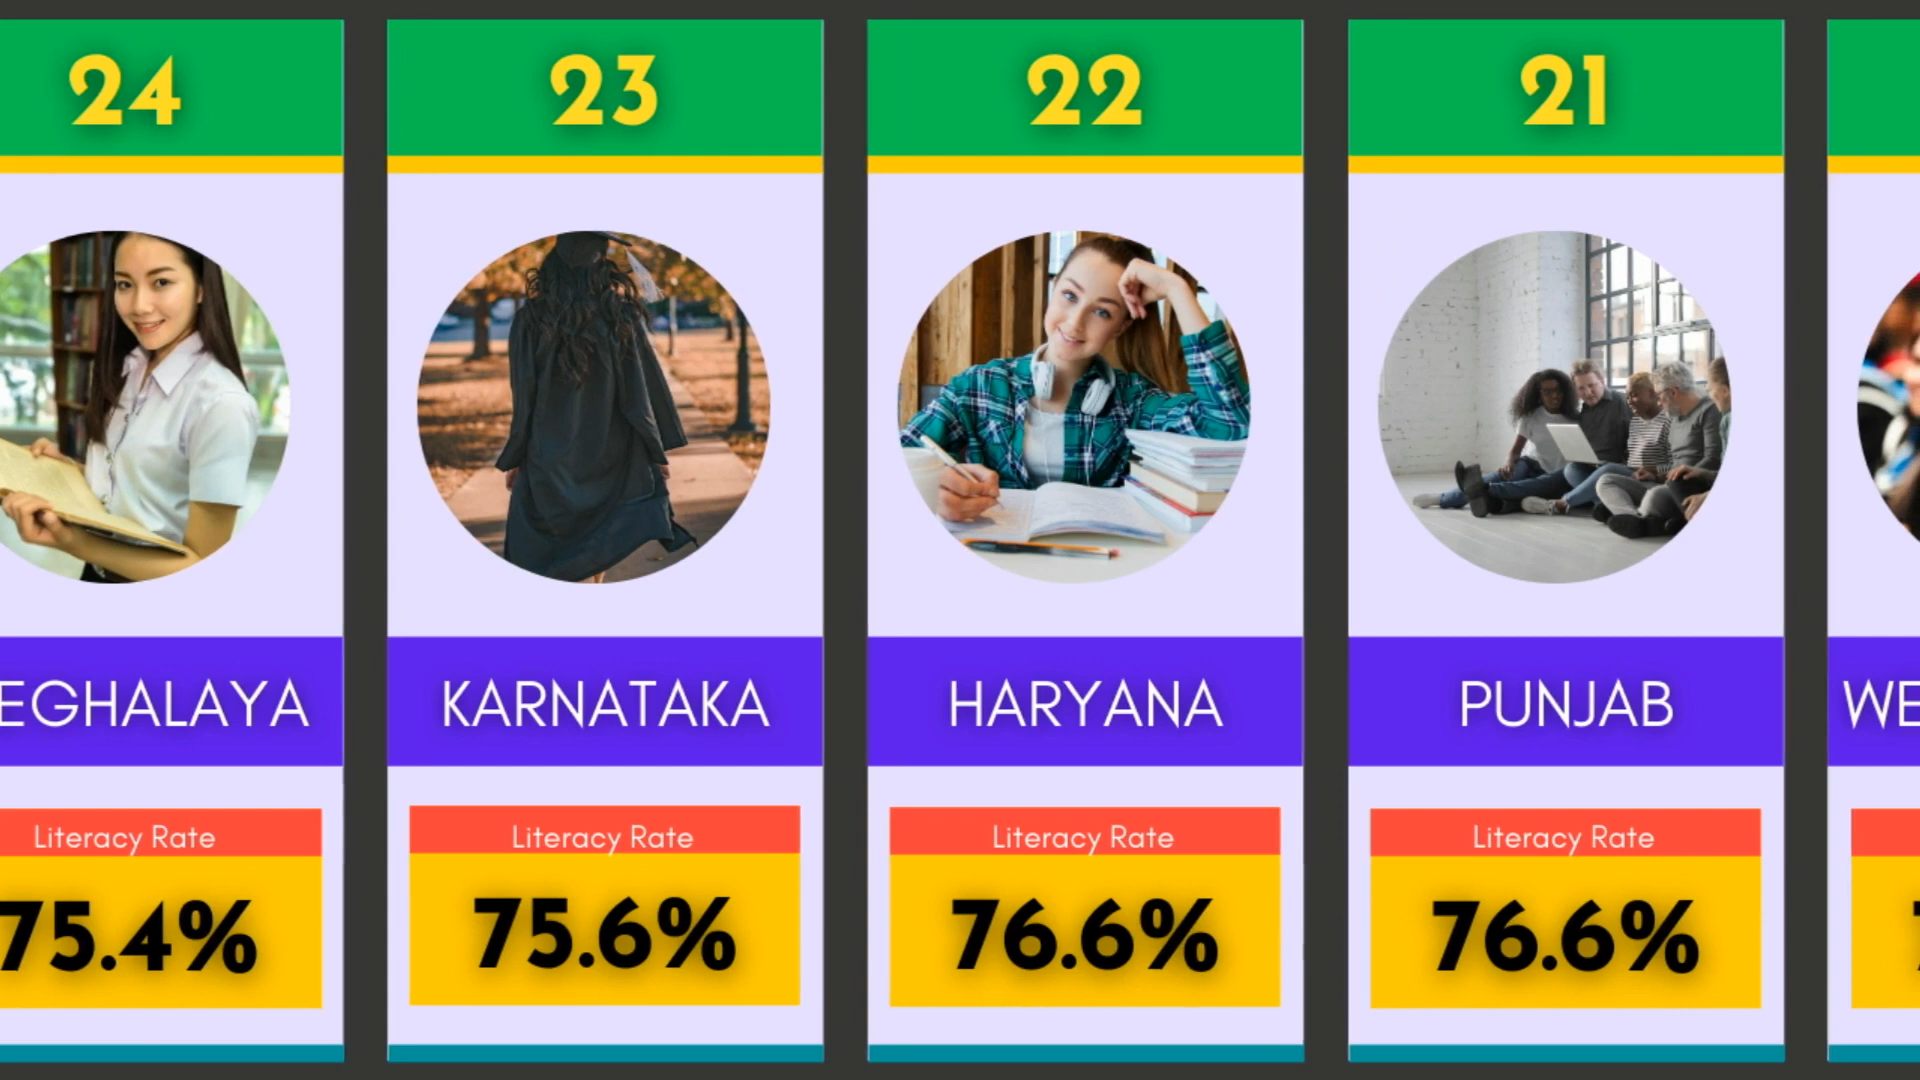 24
EGHALAYA
Literacy Rate
75.4%
23
KARNATAKA
Literacy Rate
75.6%
22
HARYANA
Literacy Rate
76.6%
21
PUNJAB
Literacy Rate
76.6%
WE